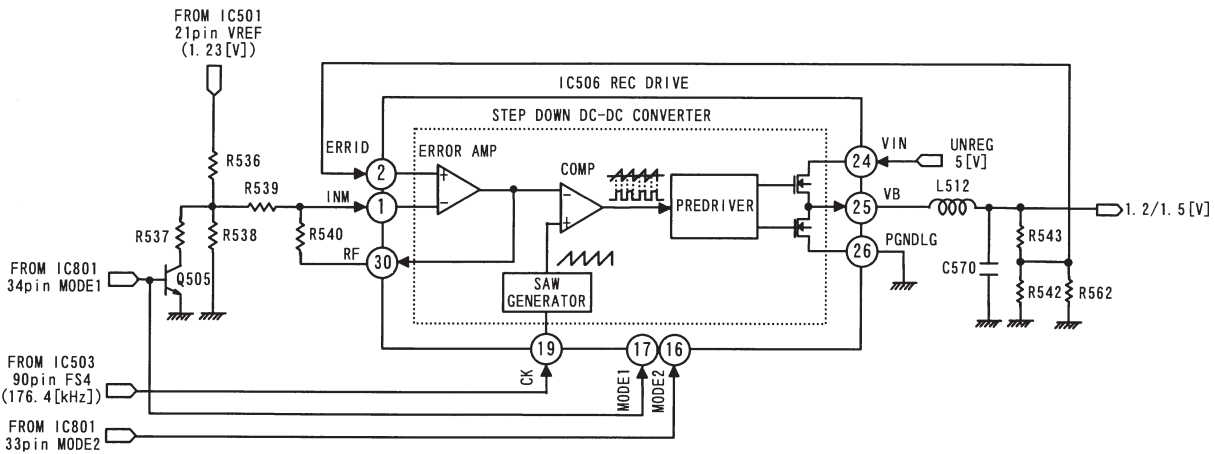 FROM IC501
21pin VREF
(1.23[V])
IC506 REC DRIVE
STEP DOWN DC-DC CONVERTER
ERRID
2
ERROR AMP
+
-
COMP
-
+
PREDRIVER
24
VIN
UNREG
5[V]
25
VB
L512
1.2/1.5[V]
26
PGNDLG
R536
R539
INM
1
R537
R538
R540
RF
30
Q505
FROM IC801
34pin MODE1
SAW
GENERATOR
C570
R543
R542
R562
FROM IC503
90pin FS4
(176.4[kHz])
19
CK
17
MODE1
16
MODE2
FROM IC801
33pin MODE2